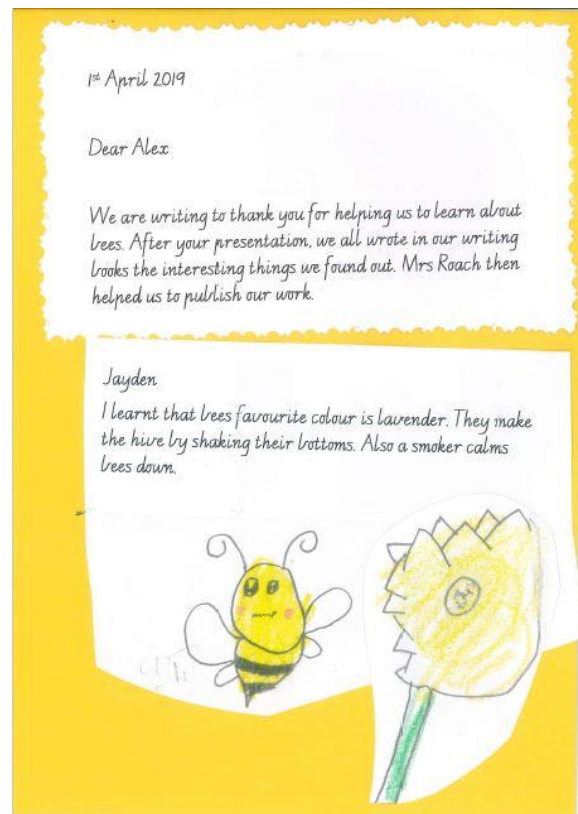 1st April 2019
Dear Alex
We are writing to thank you for helping us to learn about
bees. After your presentation, we all wrote in our writing
books the interesting things we found out. Mrs Roach then
helped us to publish our work.
Jayden
I learnt that bees favourite colour is lavender. They make
the hive by shaking their bottoms. Also a smoker calms
bees down.